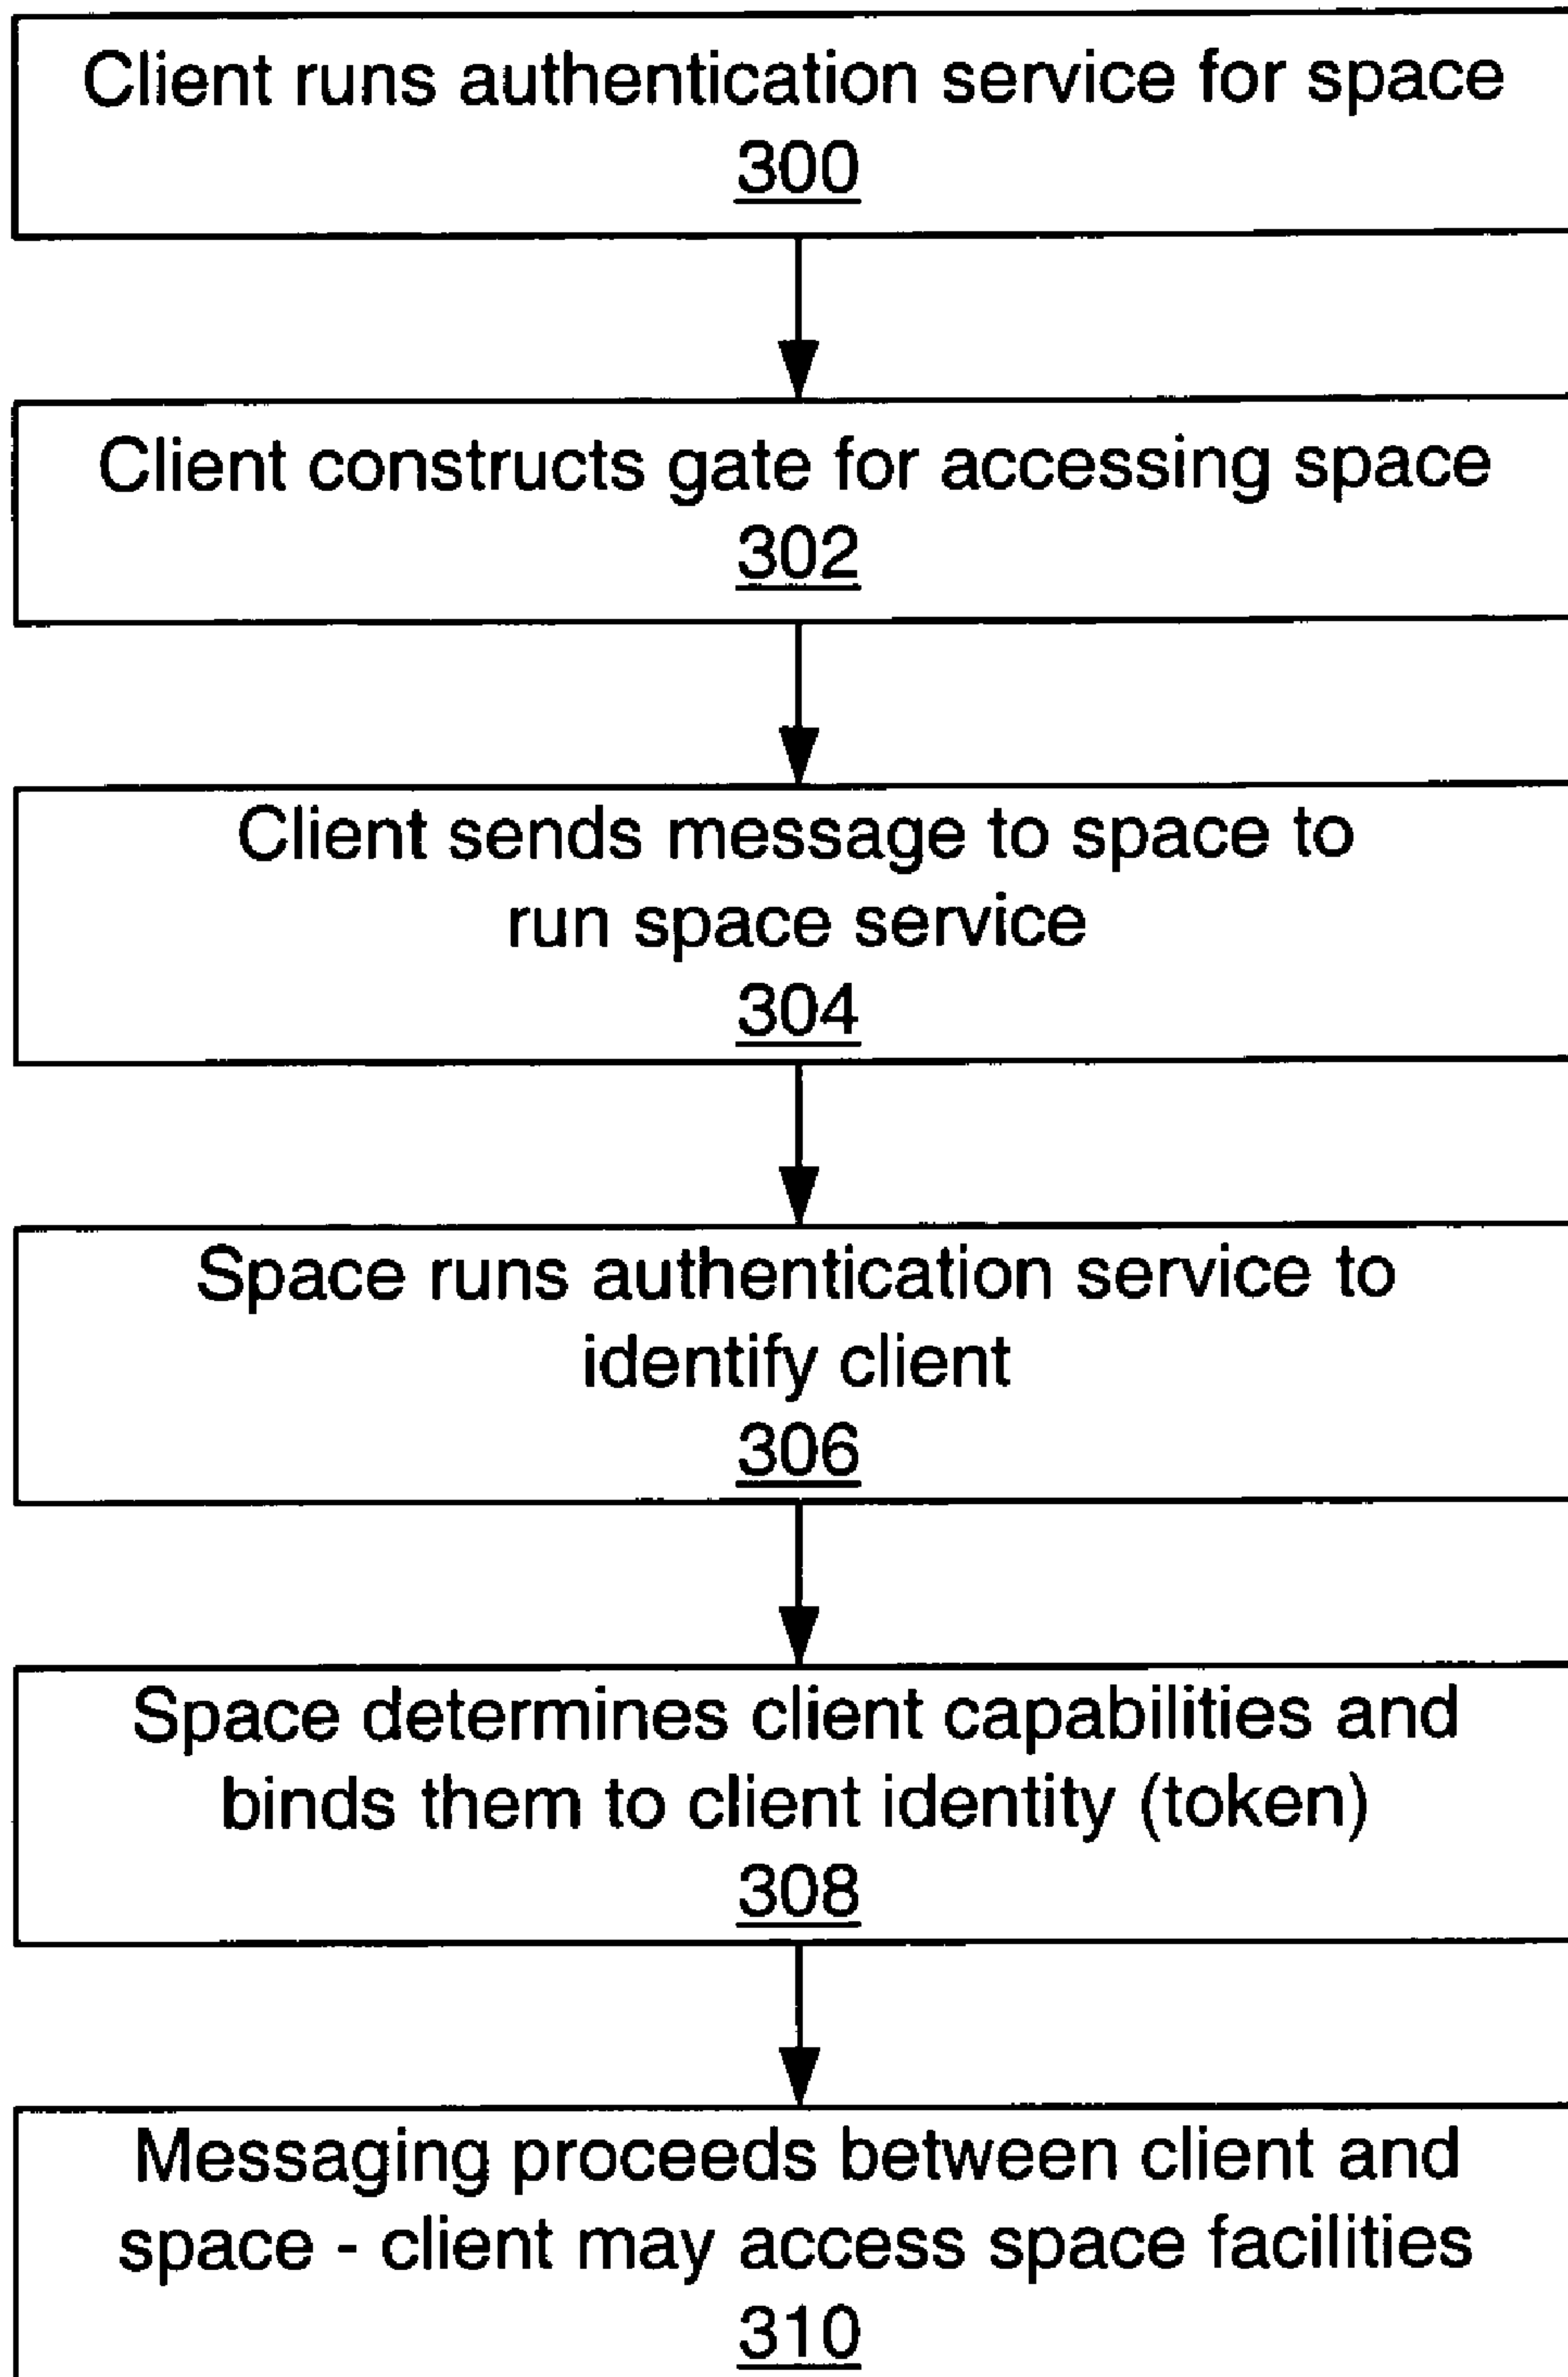 Client runs authentication service for space
300
Client constructs gate for accessing space
302
Client sends message to space to
run space service
304
Space runs authentication service to
identify client
306
Space determines client capabilities and
binds them to client identity (token)
308
Messaging proceeds between client and
space - client may access space facilities
310